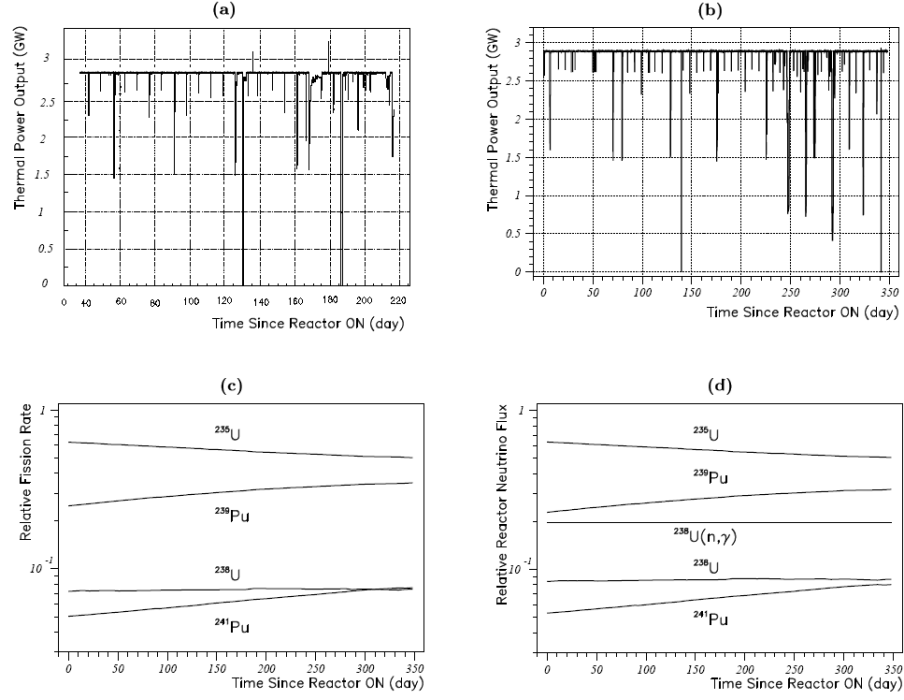 (a)
Thermal Power Output (GW)
3
2.5
2
1.5
1
0.5
0
0 40 60 80 100 120 140 160 180 200 220
Time Since Reactor ON (day)
(b)
Thermal Power Output (GW)
3
2.5
2
1.5
1
0.5
0
0 50 100 150 200 250 300 350
Time Since Reactor ON (day)
(c)
Relative Fission Rate
1
10⁻¹
²³⁵U
²³⁹Pu
²³⁸U
²⁴¹Pu
0 50 100 150 200 250 300 350
Time Since Reactor ON (day)
(d)
Relative Reactor Neutrino Flux
1
10⁻¹
²³⁵U
²³⁹Pu
²³⁸U(n,γ)
²³⁸U
²⁴¹Pu
0 50 100 150 200 250 300 350
Time Since Reactor ON (day)